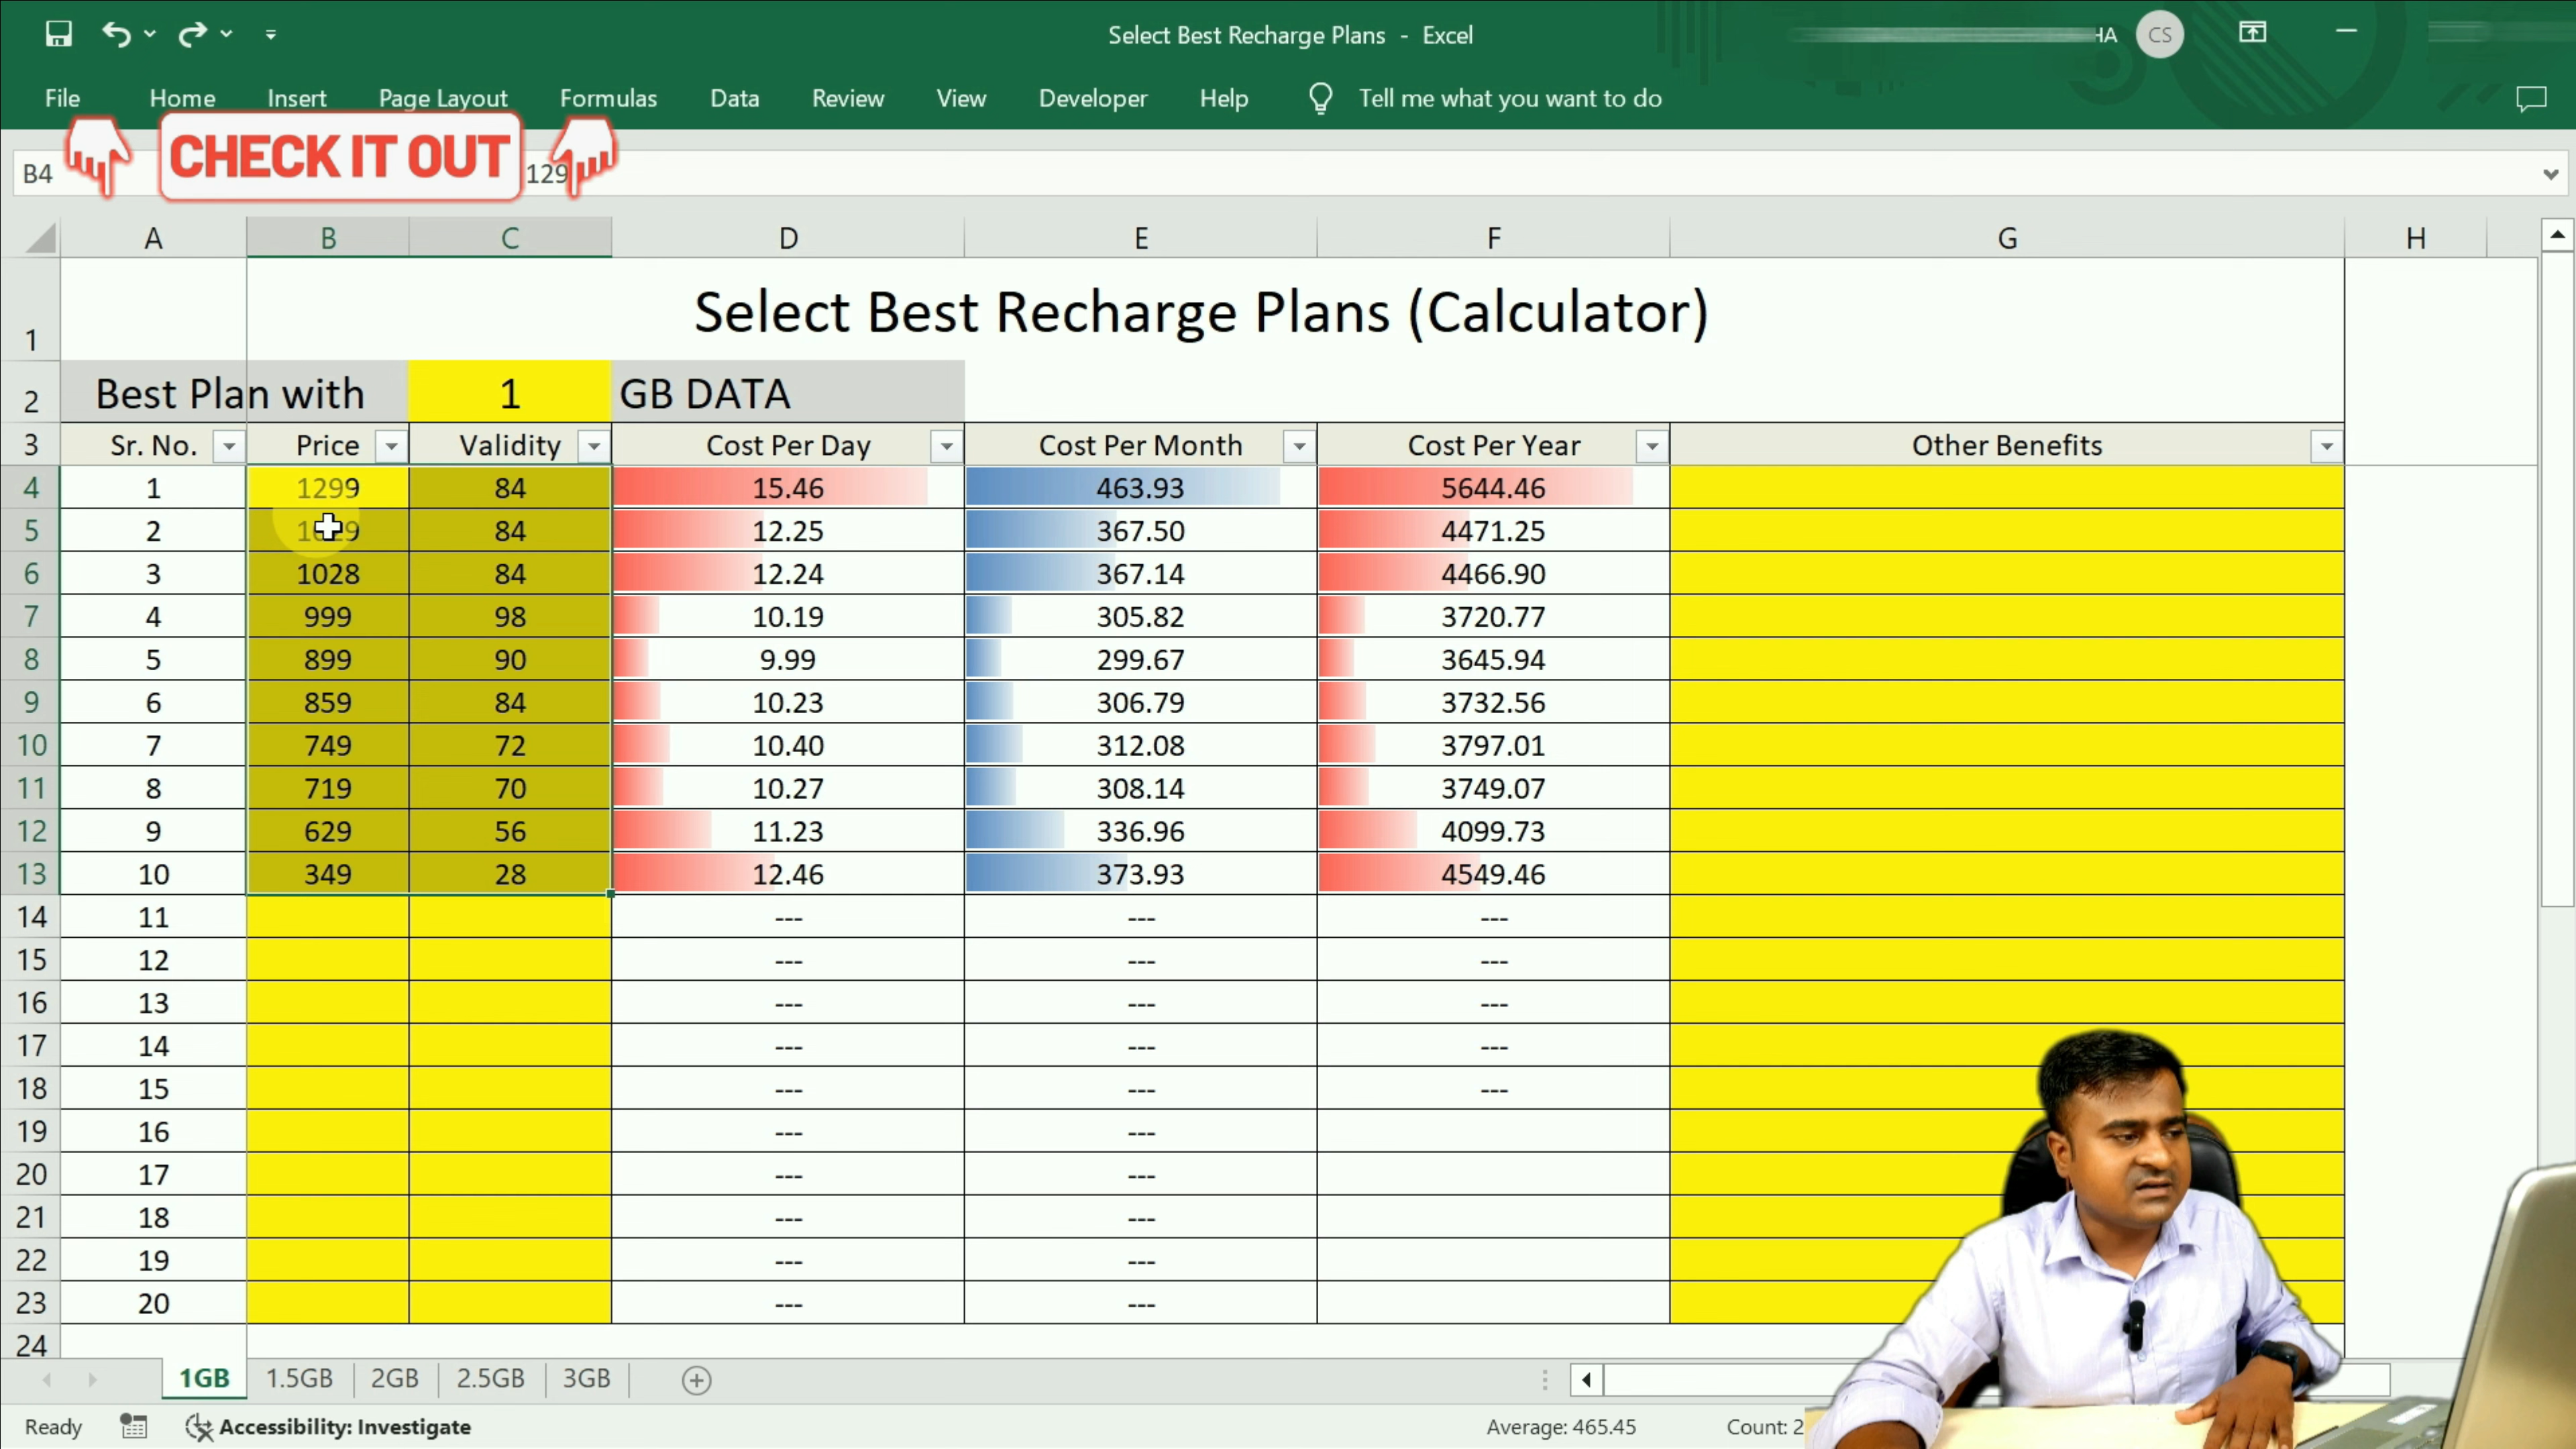 Select Best Recharge Plans - Excel
CS
File Home Insert Page Layout Formulas Data Review View Developer Help Tell me what you want to do
B4 CHECK IT OUT 129
A B C D E F G H
1 Select Best Recharge Plans (Calculator)
2 Best Plan with 1 GB DATA
3 Sr. No. Price Validity Cost Per Day Cost Per Month Cost Per Year Other Benefits
4 1 1299 84 15.46 463.93 5644.46
5 2 84 12.25 367.50 4471.25
6 3 1028 84 12.24 367.14 4466.90
7 4 999 98 10.19 305.82 3720.77
8 5 899 90 9.99 299.67 3645.94
9 6 859 84 10.23 306.79 3732.56
10 7 749 72 10.40 312.08 3797.01
11 8 719 70 10.27 308.14 3749.07
12 9 629 56 11.23 336.96 4099.73
13 10 349 28 12.46 373.93 4549.46
14 11 --- --- ---
15 12 --- --- ---
16 13 --- --- ---
17 14 --- --- ---
18 15 --- --- ---
19 16 --- ---
20 17 --- ---
21 18 --- ---
22 19 --- ---
23 20 --- ---
24
1GB 1.5GB 2GB 2.5GB 3GB
Ready Accessibility: Investigate Average: 465.45 Count: 2